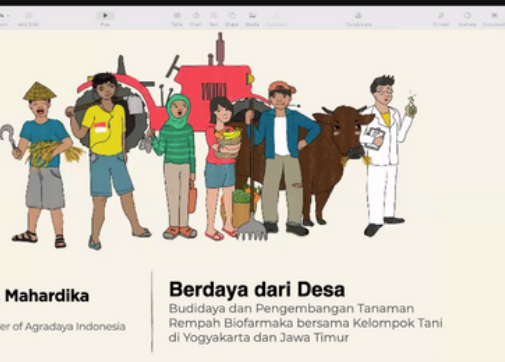 Mahardika
er of Agradaya Indonesia
Berdaya dari Desa
Budidaya dan Pengembangan Tanaman
Rempah Biofarmaka bersama Kelompok Tani
di Yogyakarta dan Jawa Timur